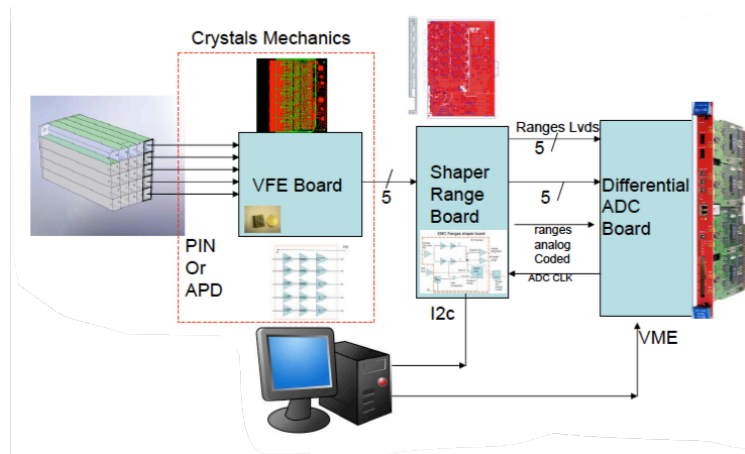 Crystals Mechanics
VFE Board
PIN
Or
APD
5
Shaper
Range
Board
I2c
Ranges Lvds
5
5
ranges
analog
Coded
ADC CLK
Differential
ADC
Board
VME